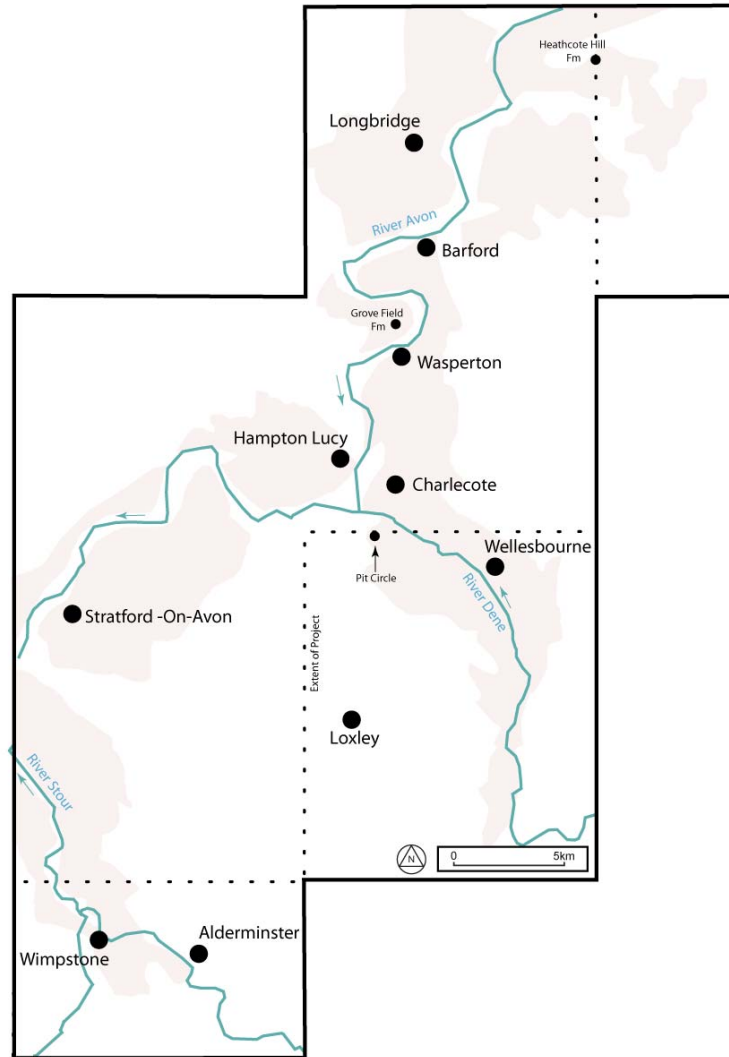 Heathcote Hill
Fm
Longbridge
River Avon
Barford
Grove Field
Fm
Wasperton
Hampton Lucy
Charlecote
Wellesbourne
Pit Circle
River Dene
Stratford -On-Avon
Extent of Project
Loxley
River Stour
N
0 5km
Alderminster
Wimpstone